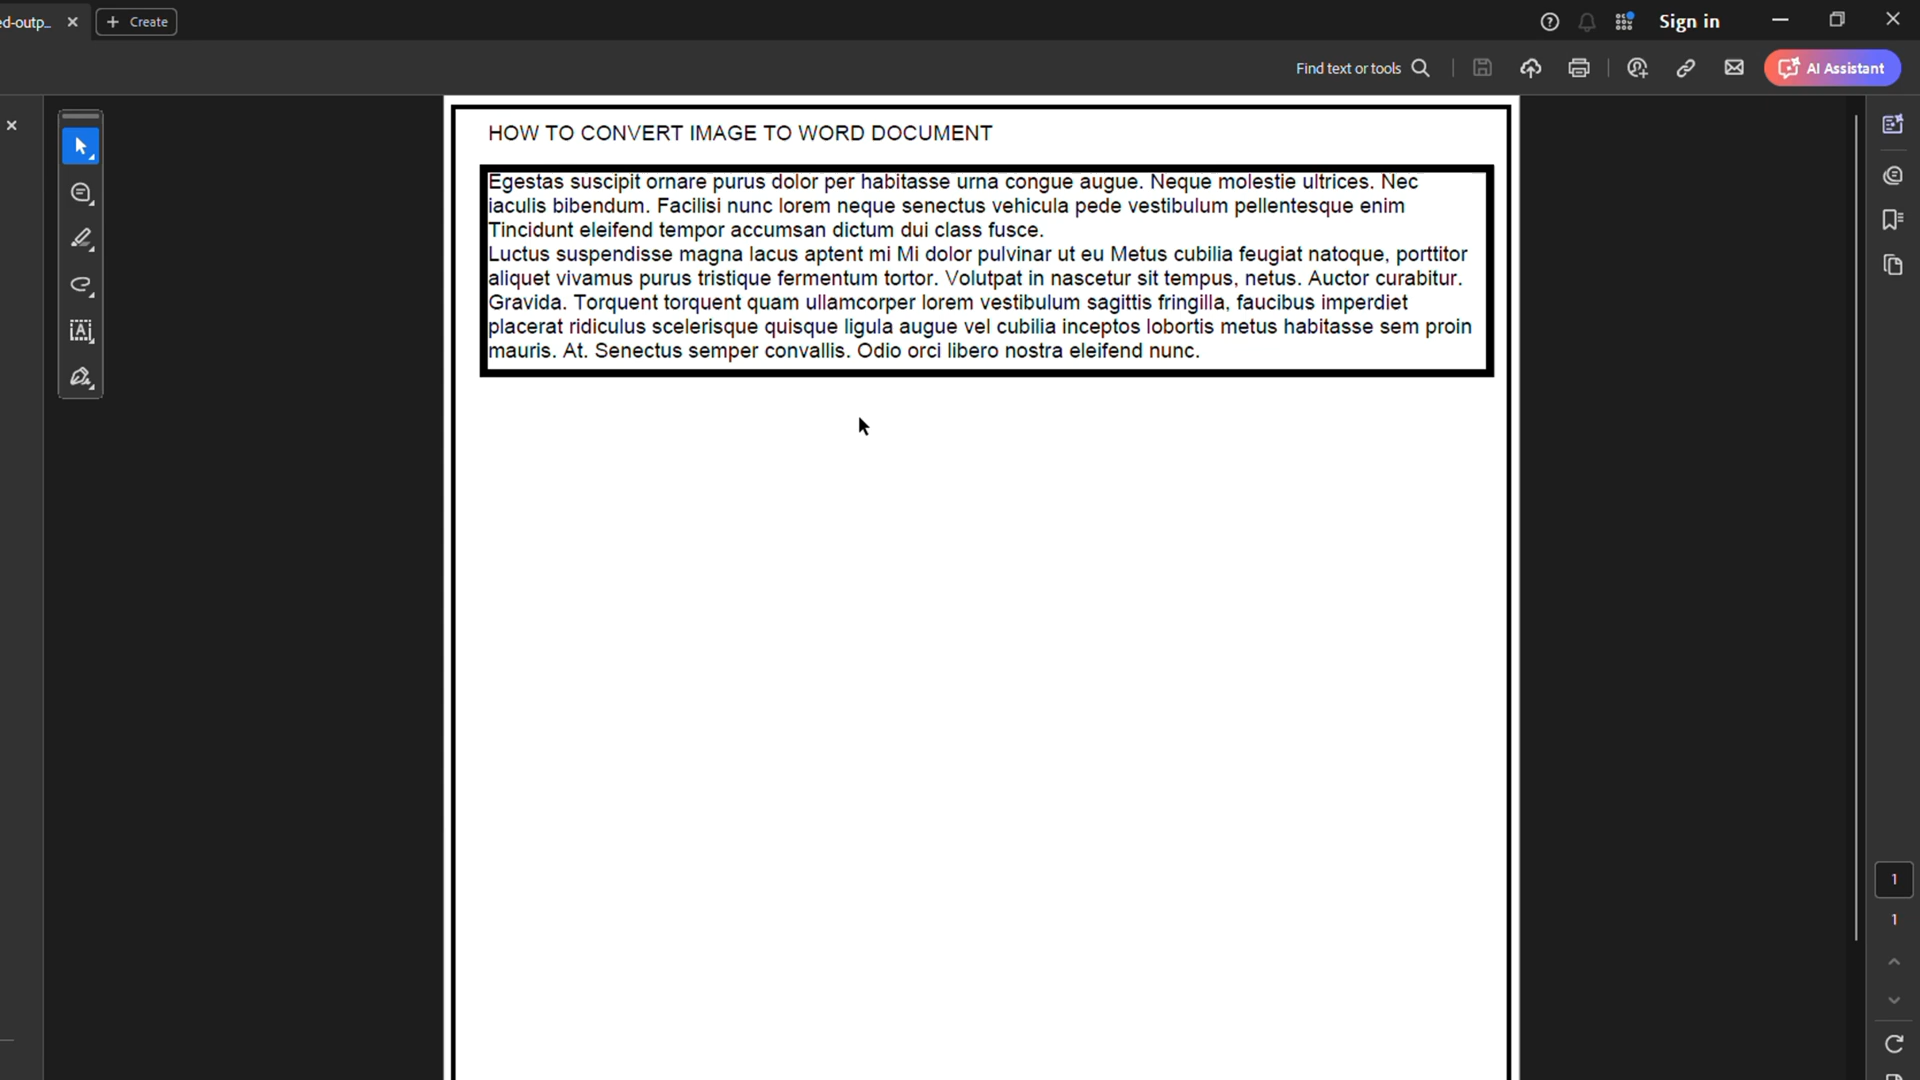 ed-outp_
Create
Sign in
Find text or tools
AI Assistant
HOW TO CONVERT IMAGE TO WORD DOCUMENT
Egestas suscipit ornare purus dolor per habitasse urna congue augue. Neque molestie ultrices. Nec
iaculis bibendum. Facilisi nunc lorem neque senectus vehicula pede vestibulum pellentesque enim
Tincidunt eleifend tempor accumsan dictum dui class fusce.
Luctus suspendisse magna lacus aptent mi Mi dolor pulvinar ut eu Metus cubilia feugiat natoque, porttitor
aliquet vivamus purus tristique fermentum tortor. Volutpat in nascetur sit tempus, netus. Auctor curabitur.
Gravida. Torquent torquent quam ullamcorper lorem vestibulum sagittis fringilla, faucibus imperdiet
placerat ridiculus scelerisque quisque ligula augue vel cubilia inceptos lobortis metus habitasse sem proin
mauris. At. Senectus semper convallis. Odio orci libero nostra eleifend nunc.
1
1